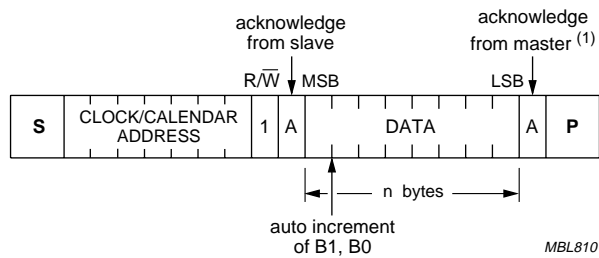 acknowledge
from slave
acknowledge
from master (1)
R/W̅ MSB LSB
S CLOCK/CALENDAR ADDRESS 1 A DATA A P
n bytes
auto increment
of B1, B0
MBL810